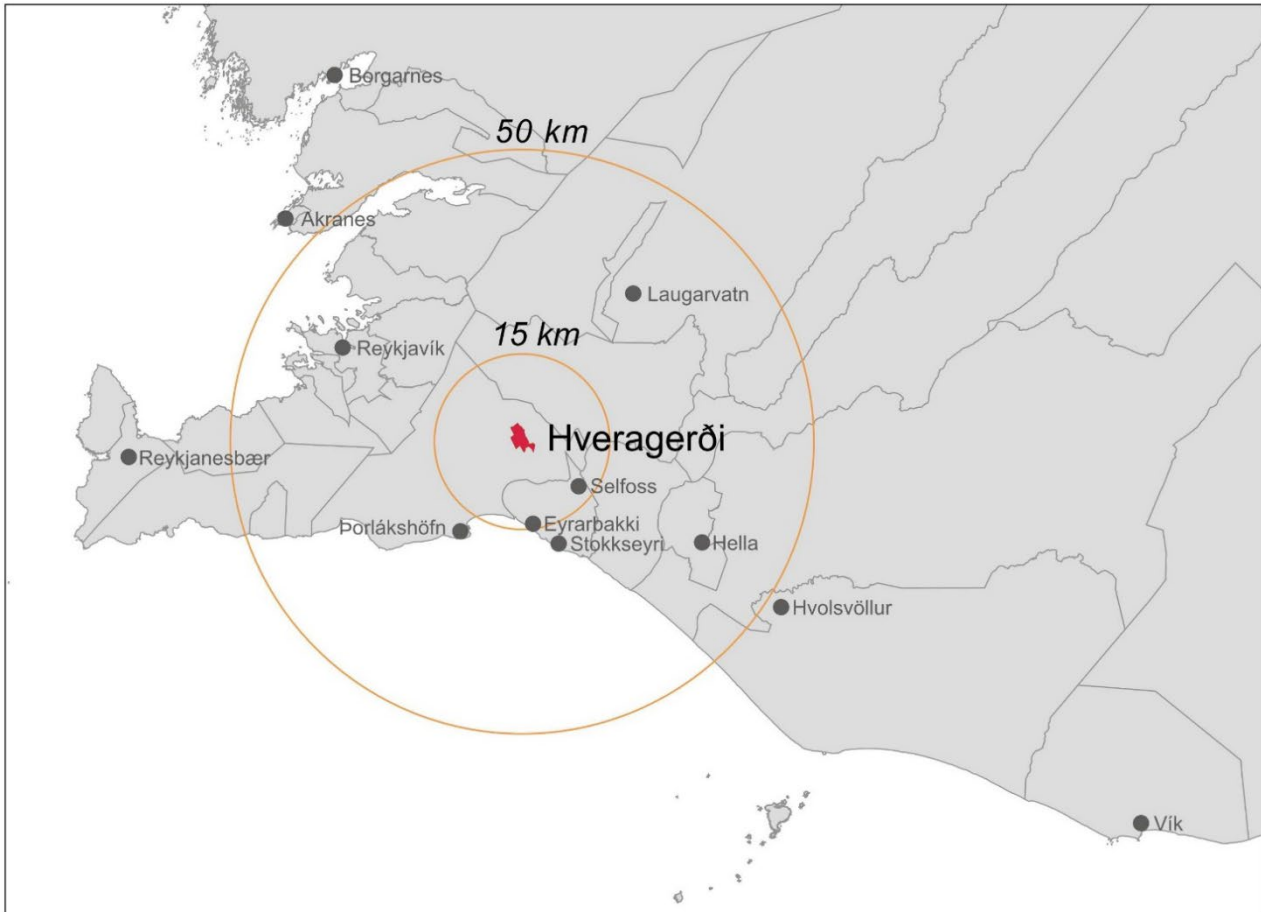 Borgarnes
50 km
Akranes
Laugarvatn
15 km
Reykjavík
Hveragerði
Reykjanesbær
Selfoss
Þorlákshöfn
Eyrarbakki
Stokkseyri
Hella
Hvolsvöllur
Vík